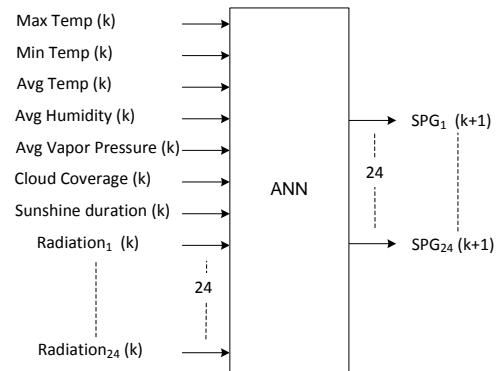 Max Temp (k)
Min Temp (k)
Avg Temp (k)
Avg Humidity (k)
Avg Vapor Pressure (k)
Cloud Coverage (k)
Sunshine duration (k)
Radiation₁ (k)
24
Radiation₂₄ (k)
ANN
SPG₁ (k+1)
24
SPG₂₄ (k+1)